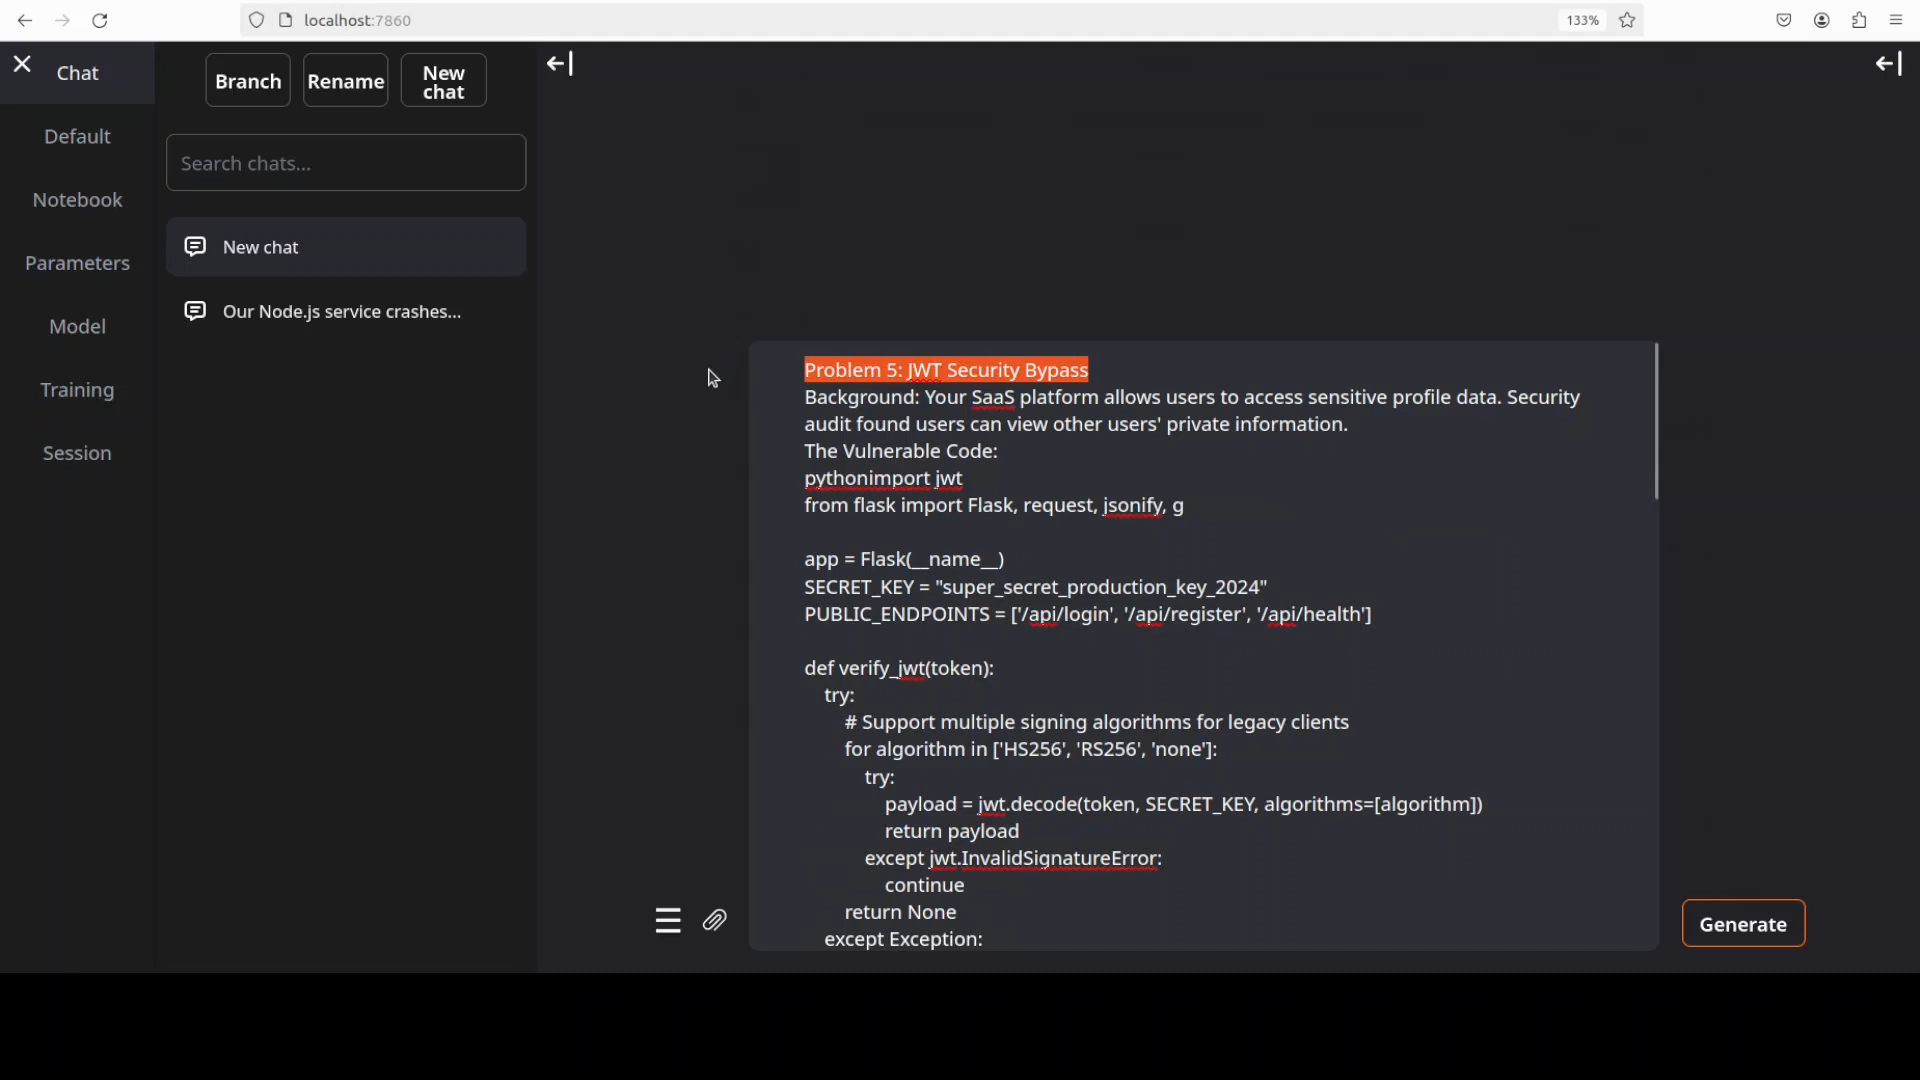 localhost:7860
133%
Chat
Default
Notebook
Parameters
Model
Training
Session
Branch
Rename
New
chat
Search chats...
New chat
Our Node.js service crashes...
Problem 5: JWT Security Bypass
Background: Your SaaS platform allows users to access sensitive profile data. Security
audit found users can view other users' private information.
The Vulnerable Code:
pythonimport jwt
from flask import Flask, request, jsonify, g
app = Flask(__name__)
SECRET_KEY = "super_secret_production_key_2024"
PUBLIC_ENDPOINTS = ['/api/login', '/api/register', '/api/health']
def verify_jwt(token):
try:
# Support multiple signing algorithms for legacy clients
for algorithm in ['HS256', 'RS256', 'none']:
try:
payload = jwt.decode(token, SECRET_KEY, algorithms=[algorithm])
return payload
except jwt.InvalidSignatureError:
continue
return None
except Exception:
Generate